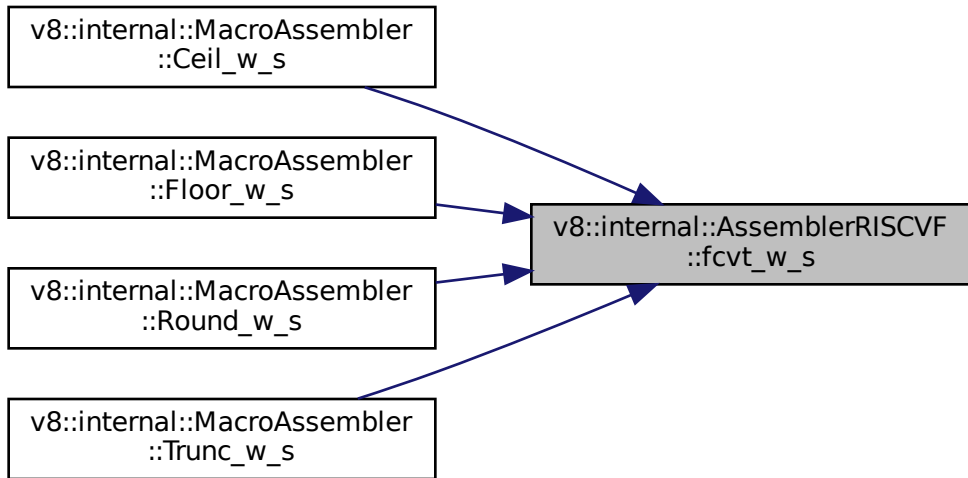 v8::internal::MacroAssembler
::Ceil_w_s
v8::internal::MacroAssembler
::Floor_w_s
v8::internal::AssemblerRISCVF
::fcvt_w_s
v8::internal::MacroAssembler
::Round_w_s
v8::internal::MacroAssembler
::Trunc_w_s